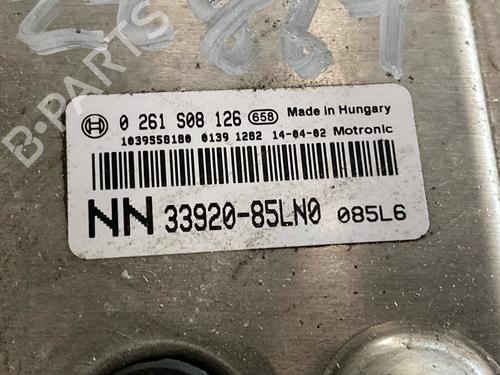 0 261 S08 126 658 Made in Hungary
1039S58180 0139 1282 14-04-02 Motronic
NN 33920-85LN0 085L6
B-PARTS